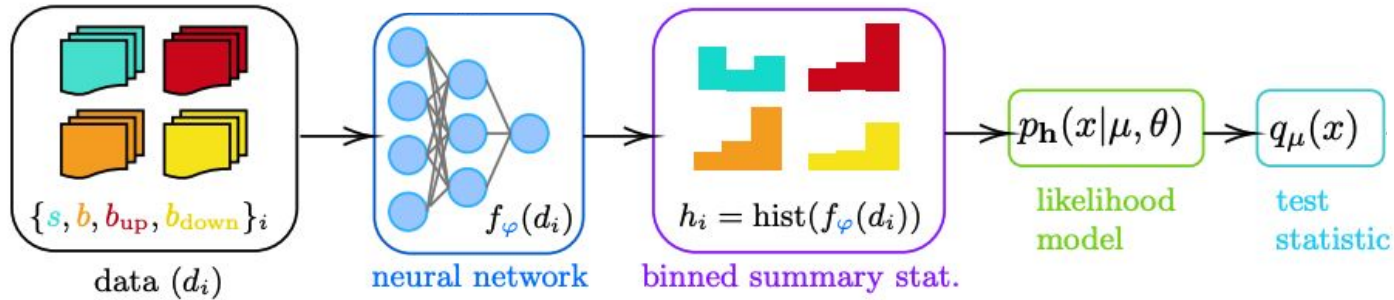 {s, b, b_up, b_down}_i
data (d_i)
f_φ(d_i)
neural network
h_i = hist(f_φ(d_i))
binned summary stat.
p_h(x|μ, θ)
likelihood
model
q_μ(x)
test
statistic